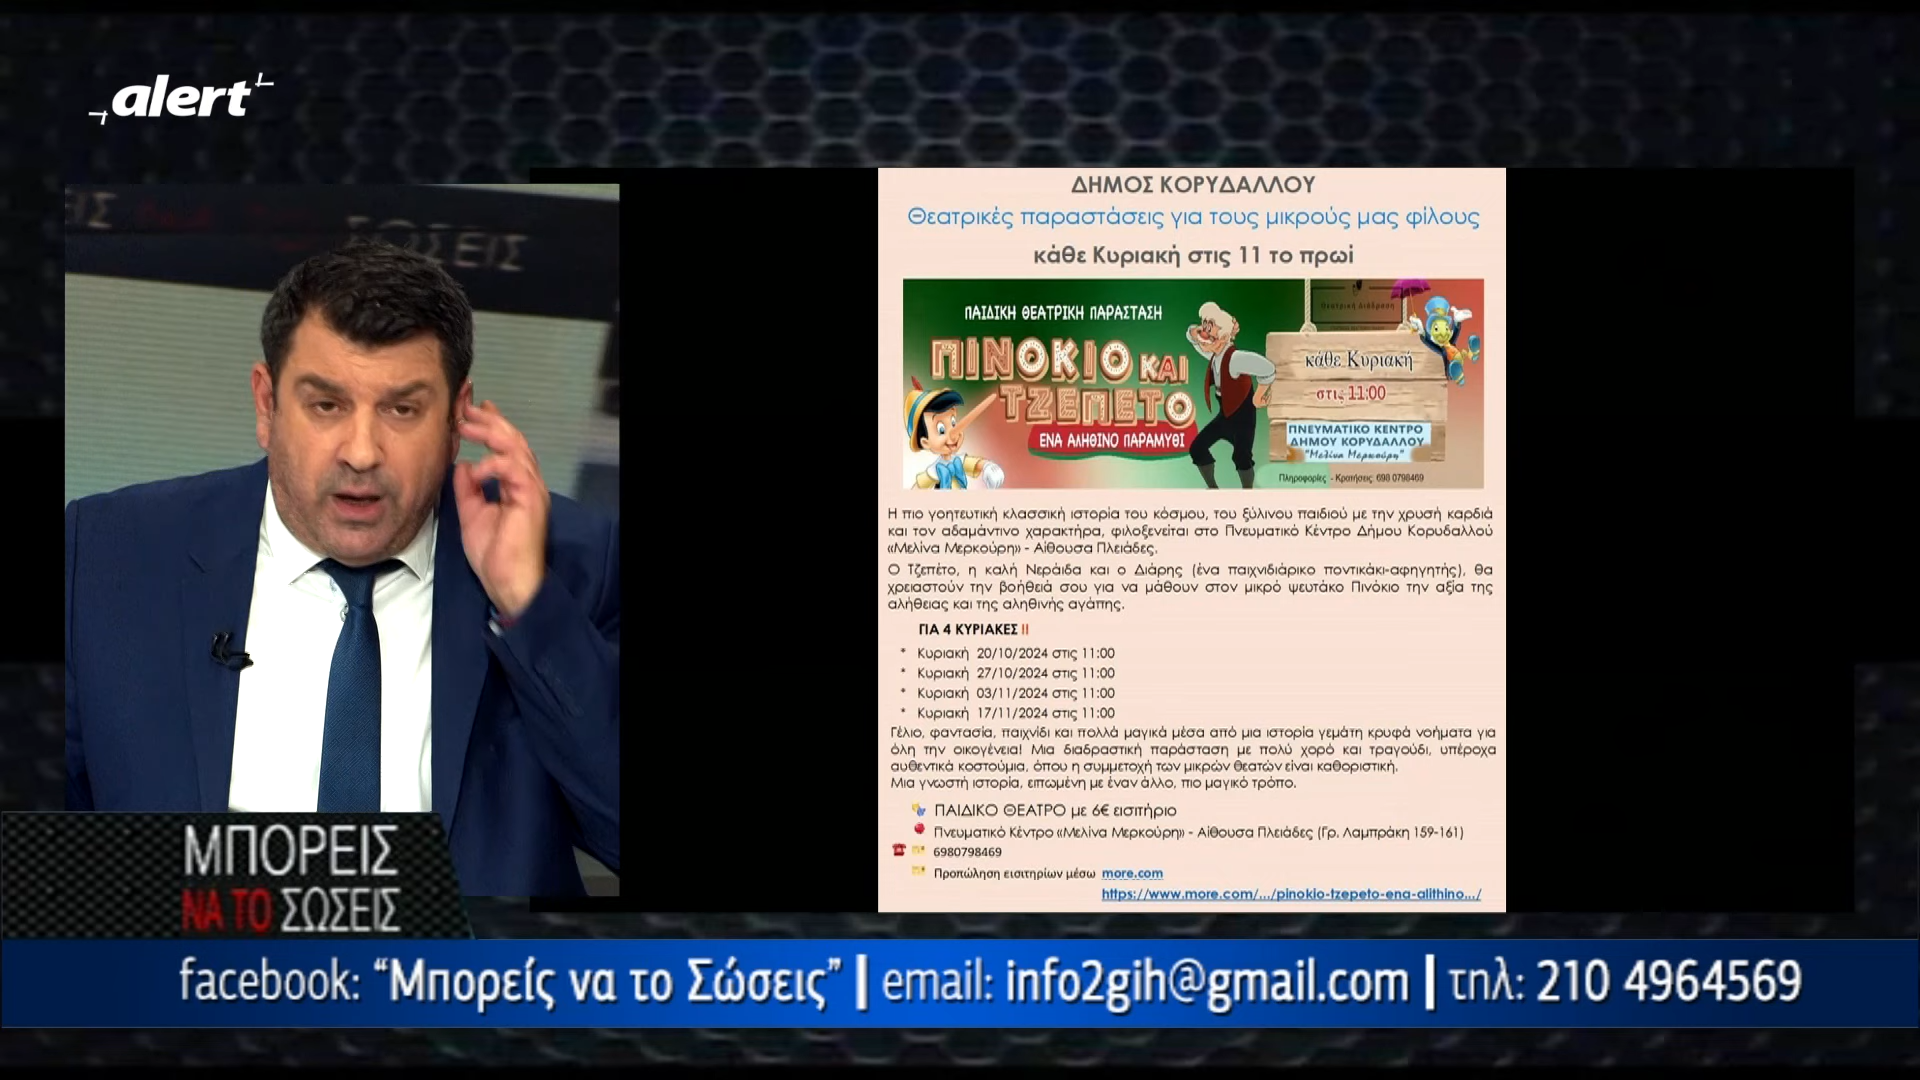 alert
ΙΣ
ΣΩΣΕΙΣ
ΣΕΙΣ
ΔΗΜΟΣ ΚΟΡΥΔΑΛΛΟΥ
Θεατρικές παραστάσεις για τους μικρούς μας φίλους
κάθε Κυριακή στις 11 το πρωί
ΠΑΙΔΙΚΗ ΘΕΑΤΡΙΚΗ ΠΑΡΑΣΤΑΣΗ
ΠΙΝΟΚΙΟ ΚΑΙ
ΤΖΕΠΕΤΟ
ΕΝΑ ΑΛΗΘΙΝΟ ΠΑΡΑΜΥΘΙ
Θεατρική Διάδραση
κάθε Κυριακή
στις 11:00
ΠΝΕΥΜΑΤΙΚΟ ΚΕΝΤΡΟ
ΔΗΜΟΥ ΚΟΡΥΔΑΛΛΟΥ
"Μελίνα Μερκούρη"
Πληροφορίες - Κρατήσεις 698 0798469
Η πιο γοητευτική κλασσική ιστορία του κόσμου, του ξύλινου παιδιού με την χρυσή καρδιά
και τον αδαμάντινο χαρακτήρα, φιλοξενείται στο Πνευματικό Κέντρο Δήμου Κορυδαλλού
«Μελίνα Μερκούρη» - Αίθουσα Πλειάδες.
Ο Τζεπέτο, η καλή Νεράιδα και ο Διάρης (ένα παιχνιδιάρικο ποντικάκι-αφηγητής), θα
χρειαστούν την βοήθειά σου για να μάθουν στον μικρό ψευτάκο Πινόκιο την αξία της
αλήθειας και της αληθινής αγάπης.
ΓΙΑ 4 ΚΥΡΙΑΚΕΣ !!
* Κυριακή 20/10/2024 στις 11:00
* Κυριακή 27/10/2024 στις 11:00
* Κυριακή 03/11/2024 στις 11:00
* Κυριακή 17/11/2024 στις 11:00
Γέλιο, φαντασία, παιχνίδι και πολλά μαγικά μέσα από μια ιστορία γεμάτη κρυφά νοήματα για
όλη την οικογένεια! Μια διαδραστική παράσταση με πολύ χορό και τραγούδι, υπέροχα
αυθεντικά κοστούμια, όπου η συμμετοχή των μικρών θεατών είναι καθοριστική.
Μια γνωστή ιστορία, ειπωμένη με έναν άλλο, πιο μαγικό τρόπο.
ΠΑΙΔΙΚΟ ΘΕΑΤΡΟ με 6€ εισιτήριο
Πνευματικό Κέντρο «Μελίνα Μερκούρη» - Αίθουσα Πλειάδες (Γρ. Λαμπράκη 159-161)
6980798469
Προπώληση εισιτηρίων μέσω more.com
https://www.more.com/.../pinokio-tzepeto-ena-alithino.../
ΜΠΟΡΕΙΣ
ΝΑ ΤΟ ΣΩΣΕΙΣ
facebook: “Μπορείς να το Σώσεις” | email: info2gih@gmail.com | τηλ: 210 4964569